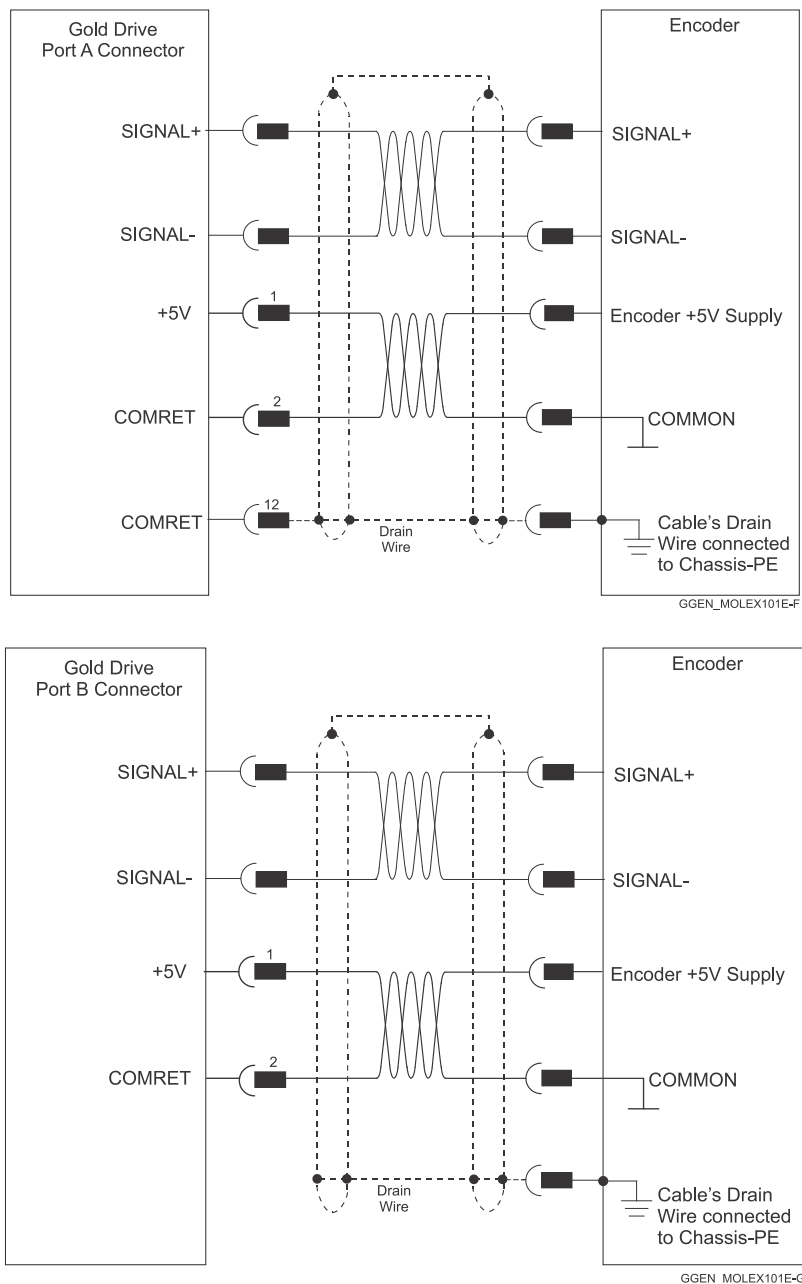 Gold Drive
Port A Connector
Encoder
SIGNAL+
SIGNAL+
SIGNAL-
SIGNAL-
+5V
1
Encoder +5V Supply
COMRET
2
COMMON
COMRET
12
Drain
Wire
Cable's Drain
Wire connected
to Chassis-PE
GGEN_MOLEX101E-F
Gold Drive
Port B Connector
Encoder
SIGNAL+
SIGNAL+
SIGNAL-
SIGNAL-
+5V
1
Encoder +5V Supply
COMRET
2
COMMON
Drain
Wire
Cable's Drain
Wire connected
to Chassis-PE
GGEN_MOLEX101E-G